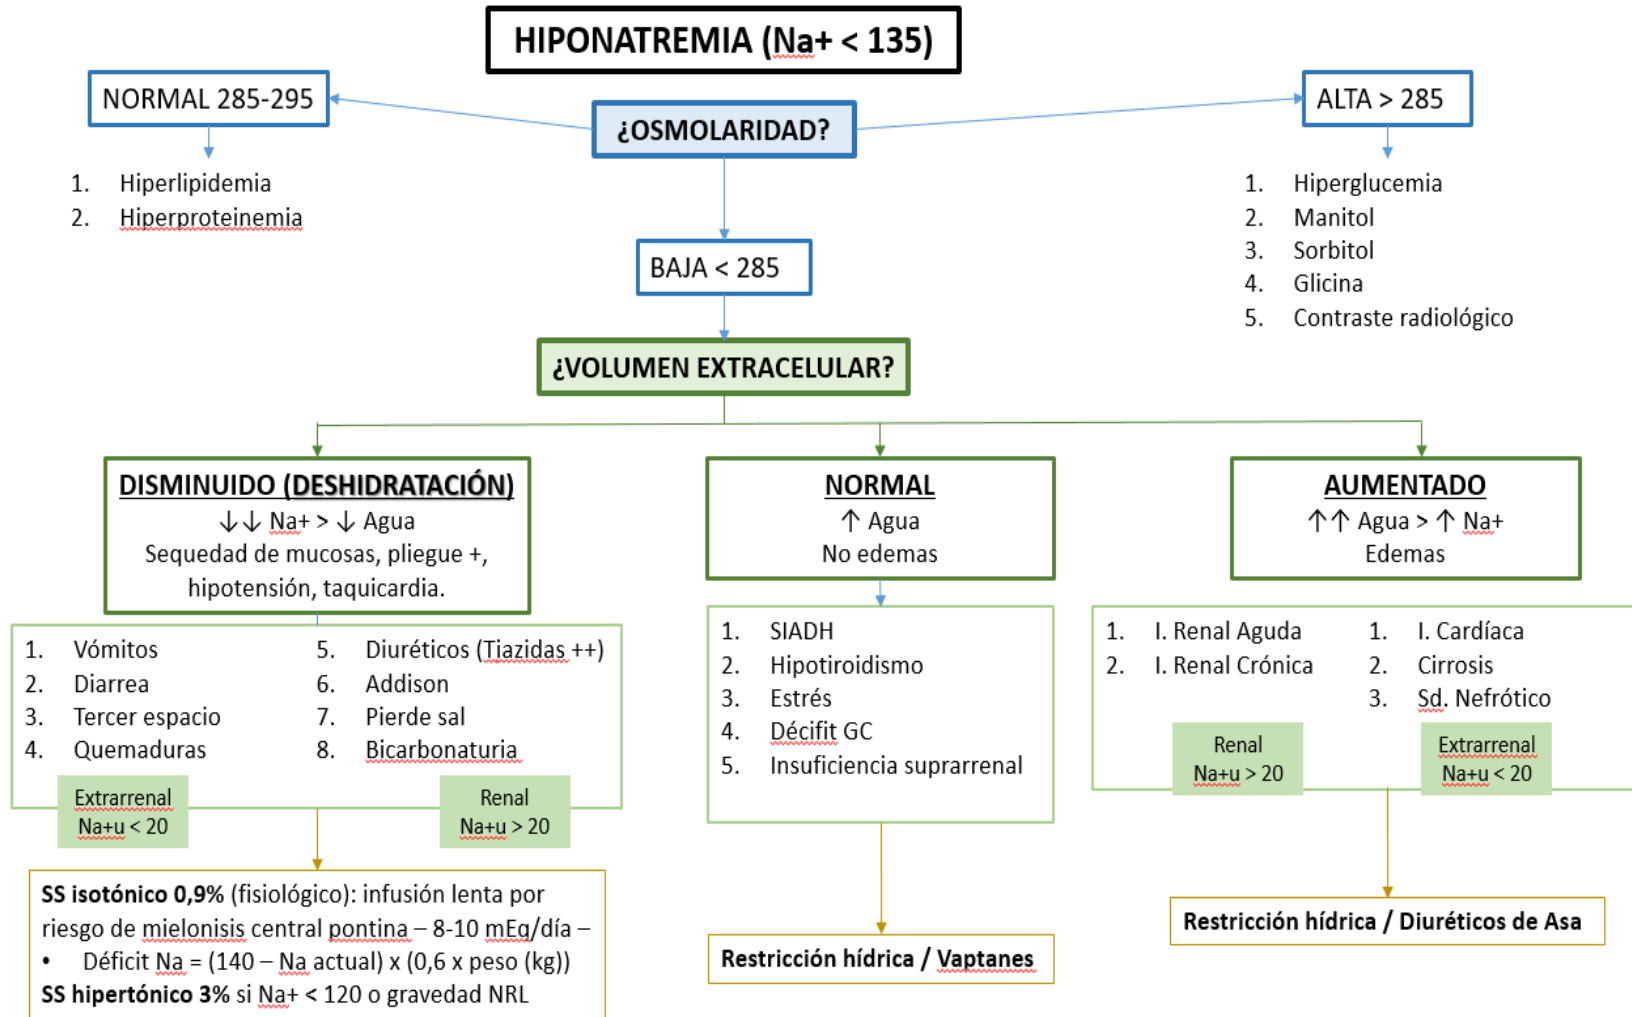 HIPONATREMIA (Na+ < 135)
NORMAL 285-295
¿OSMOLARIDAD?
ALTA > 285
1. Hiperlipidemia
2. Hiperproteinemia
1. Hiperglucemia
2. Manitol
3. Sorbitol
4. Glicina
5. Contraste radiológico
BAJA < 285
¿VOLUMEN EXTRACELULAR?
DISMINUIDO (DESHIDRATACIÓN)
↓↓ Na+ > ↓ Agua
Sequedad de mucosas, pliegue +,
hipotensión, taquicardia.
NORMAL
↑ Agua
No edemas
AUMENTADO
↑↑ Agua > ↑ Na+
Edemas
1. Vómitos
2. Diarrea
3. Tercer espacio
4. Quemaduras
5. Diuréticos (Tiazidas ++)
6. Addison
7. Pierde sal
8. Bicarbonaturia
Extrarrenal
Na+u < 20
Renal
Na+u > 20
1. SIADH
2. Hipotiroidismo
3. Estrés
4. Décifit GC
5. Insuficiencia suprarrenal
1. I. Renal Aguda
2. I. Renal Crónica
1. I. Cardíaca
2. Cirrosis
3. Sd. Nefrótico
Renal
Na+u > 20
Extrarrenal
Na+u < 20
SS isotónico 0,9% (fisiológico): infusión lenta por
riesgo de mielonisis central pontina – 8-10 mEq/día –
• Déficit Na = (140 – Na actual) x (0,6 x peso (kg))
SS hipertónico 3% si Na+ < 120 o gravedad NRL
Restricción hídrica / Vaptanes
Restricción hídrica / Diuréticos de Asa